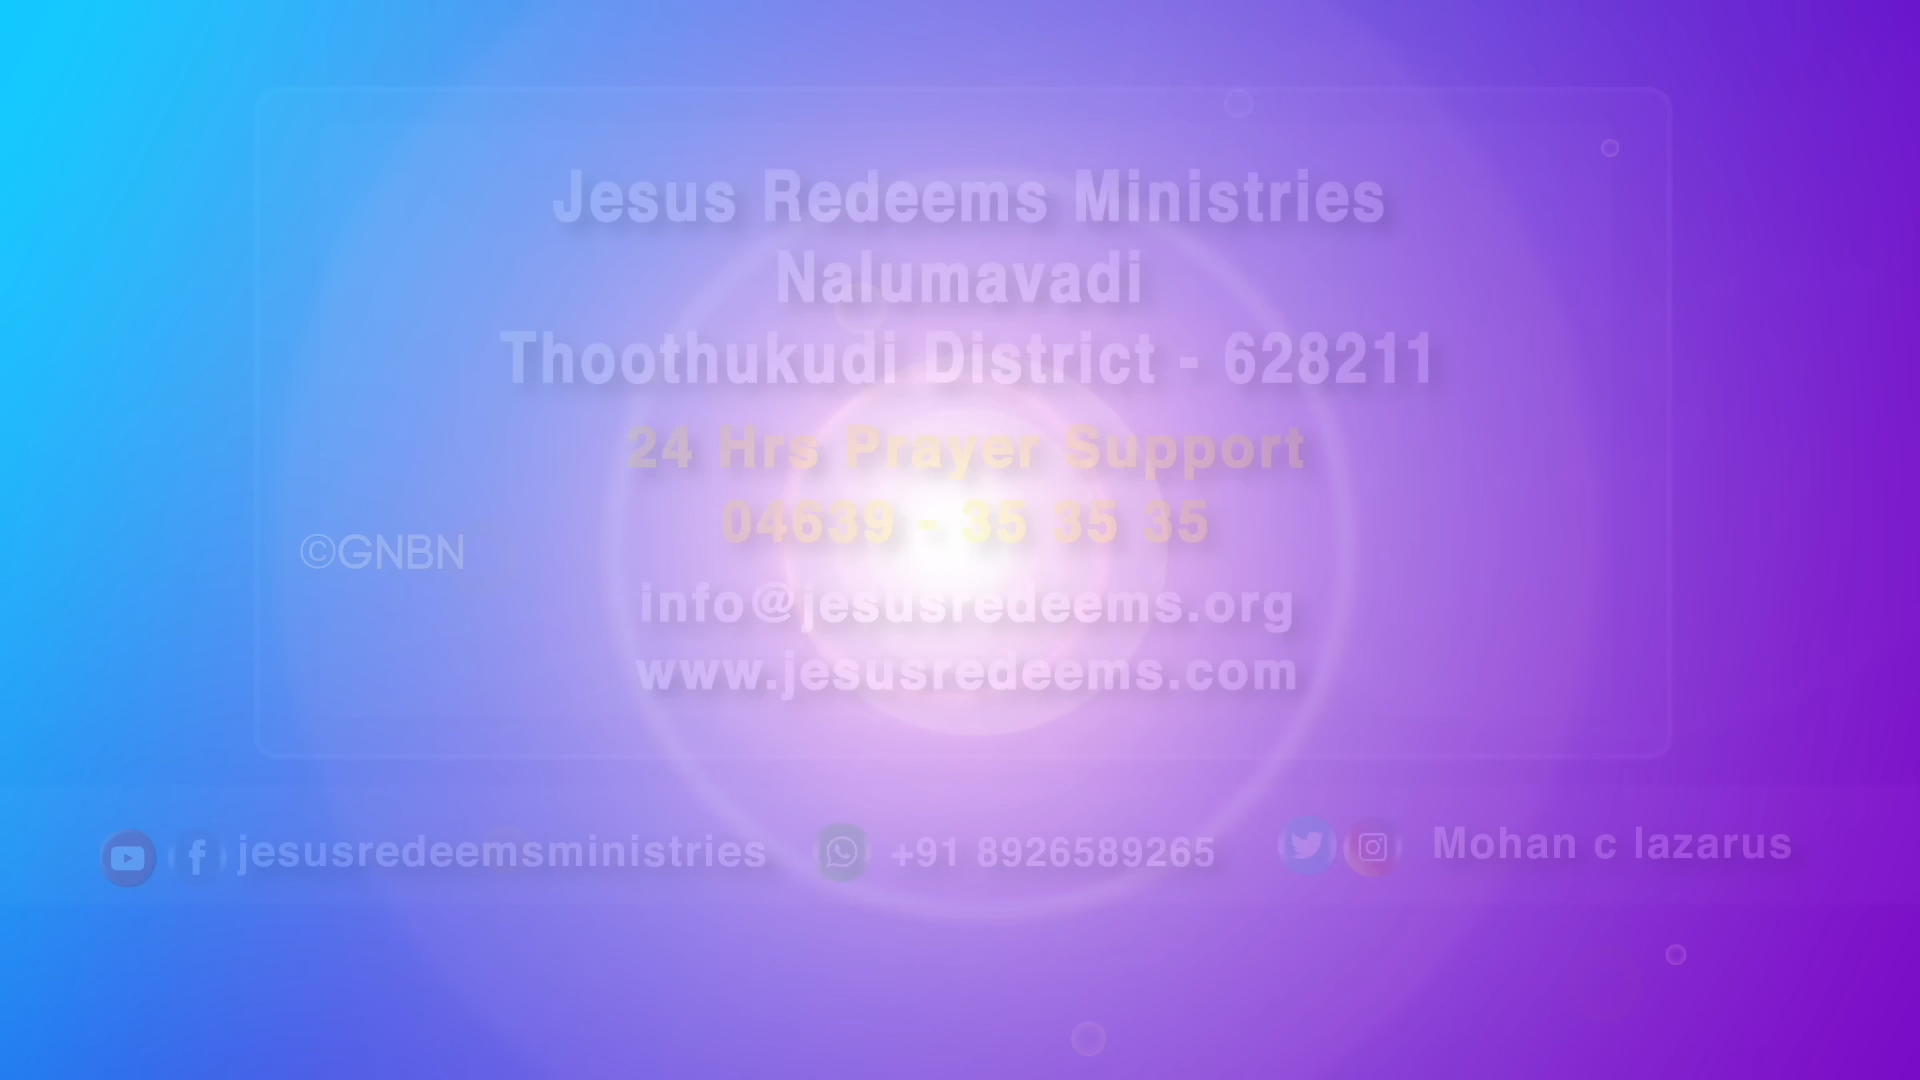 Jesus Redeems Ministries
Nalumavadi
Thoothukudi District - 628211
24 Hrs Prayer Support
04639 - 35 35 35
©GNBN
info@jesusredeems.org
www.jesusredeems.com
jesusredeemsministries +91 8926589265 Mohan c lazarus